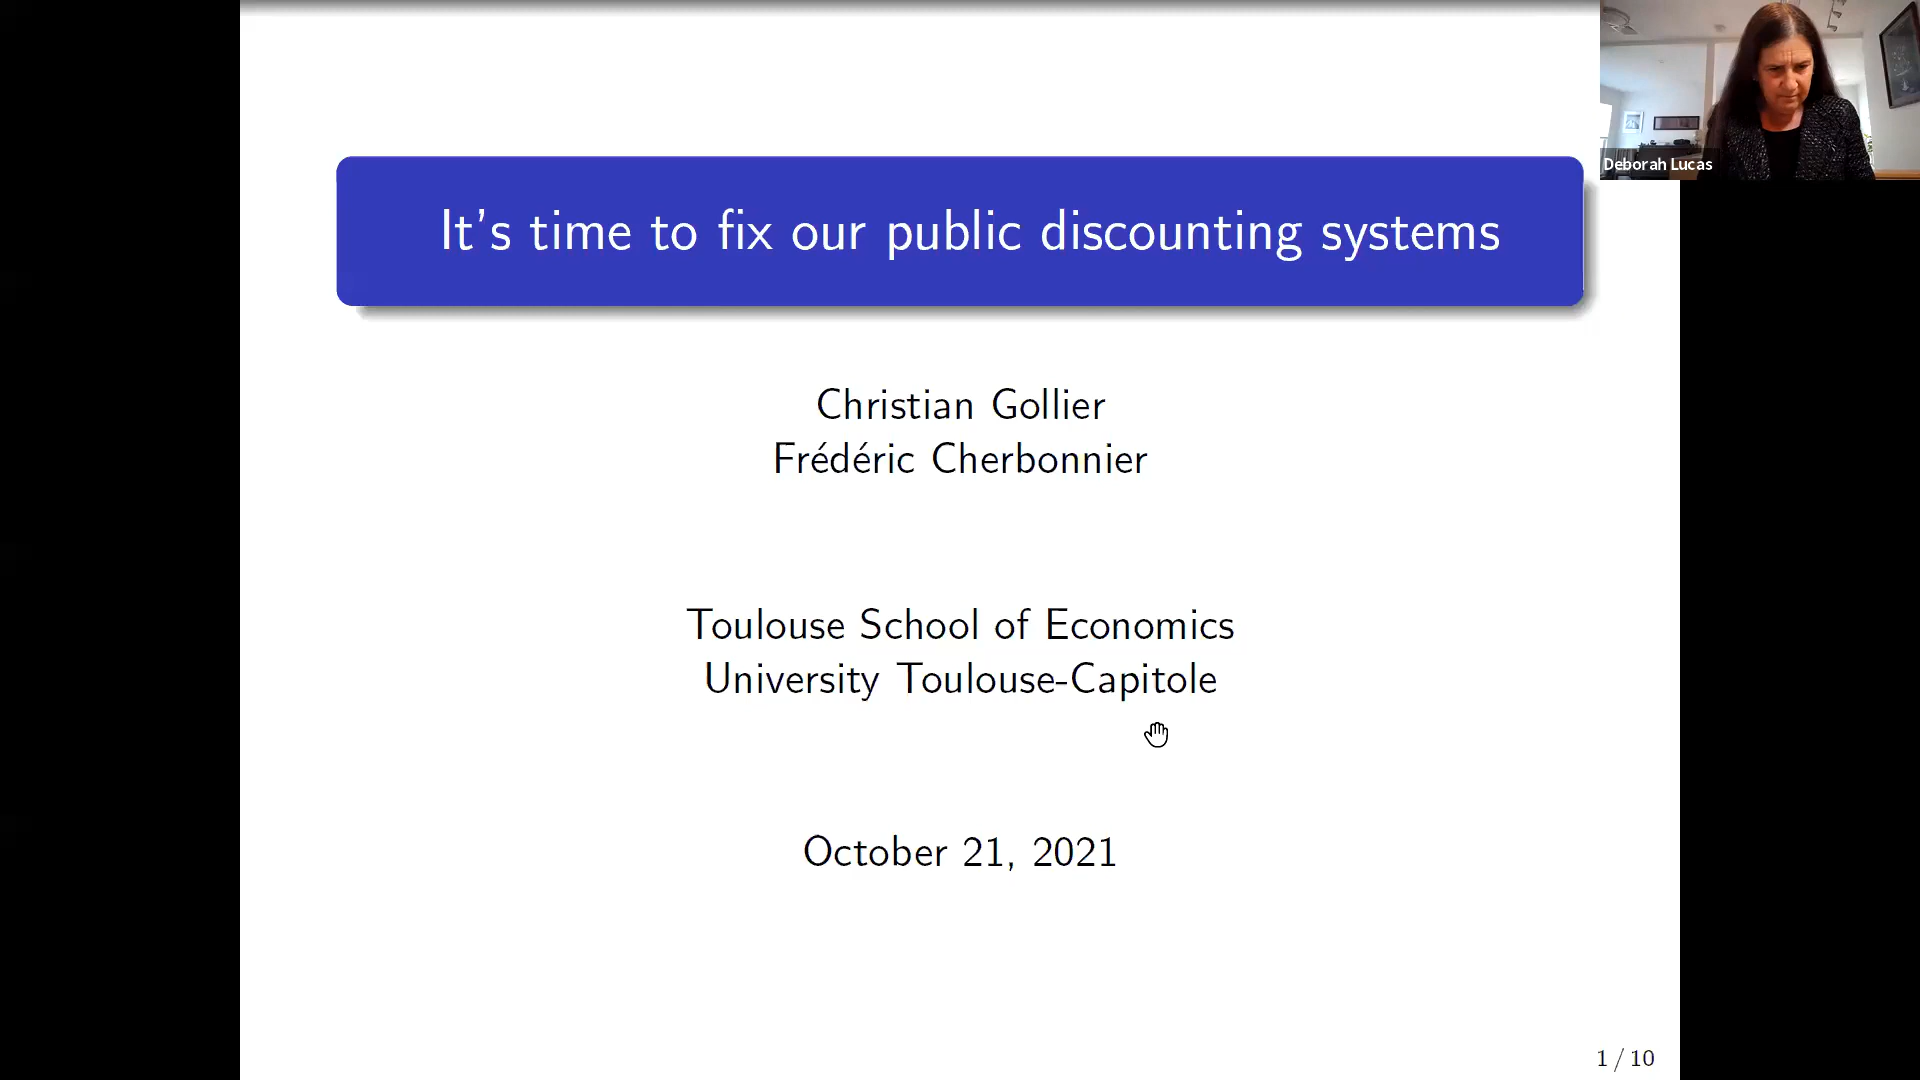 It's time to fix our public discounting systems
Christian Gollier
Frédéric Cherbonnier
Toulouse School of Economics
University Toulouse-Capitole
October 21, 2021
1 / 10
Deborah Lucas